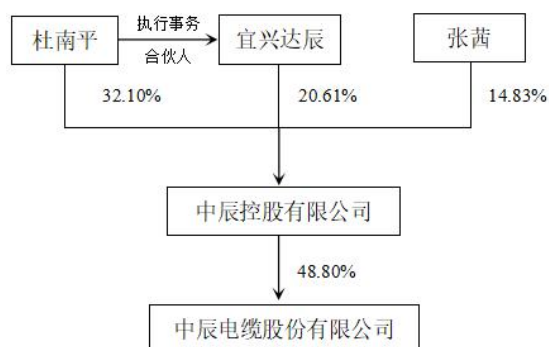 杜南平
执行事务
合伙人
宜兴达辰
张茜
32.10%
20.61%
14.83%
中辰控股有限公司
48.80%
中辰电缆股份有限公司